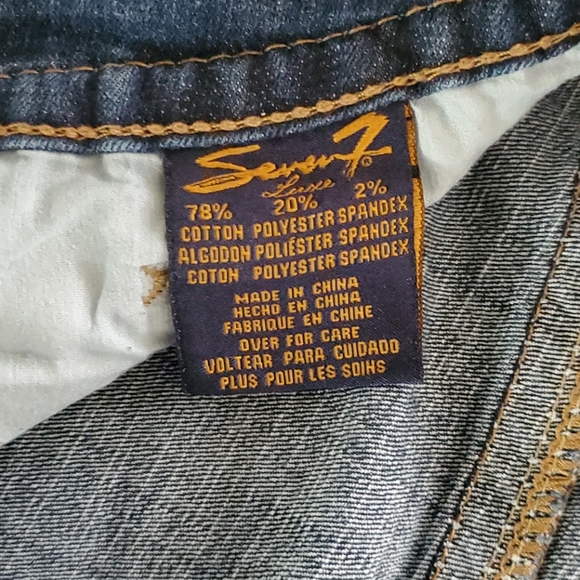 Seven7
Luxe
78% 20% 2%
COTTON POLYESTER SPANDEX
ALGODON POLIÉSTER SPANDEX
COTON POLYESTER SPANDEX
MADE IN CHINA
HECHO EN CHINA
FABRIQUE EN CHINE
OVER FOR CARE
VOLTEAR PARA CUIDADO
PLUS POUR LES SOIHS